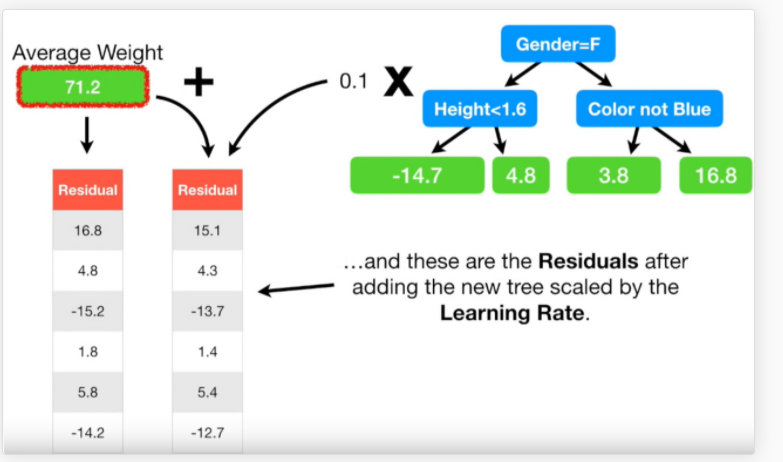 Average Weight
71.2
+
0.1 X
Gender=F
Height<1.6
Color not Blue
-14.7
4.8
3.8
16.8
Residual
16.8
4.8
-15.2
1.8
5.8
-14.2
Residual
15.1
4.3
-13.7
1.4
5.4
-12.7
…and these are the Residuals after
adding the new tree scaled by the
Learning Rate.